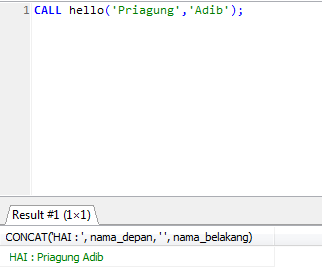 1 CALL hello('Priagung','Adib');
Result #1 (1×1)
CONCAT('HAI : ', nama_depan, ' ', nama_belakang)
HAI : Priagung Adib